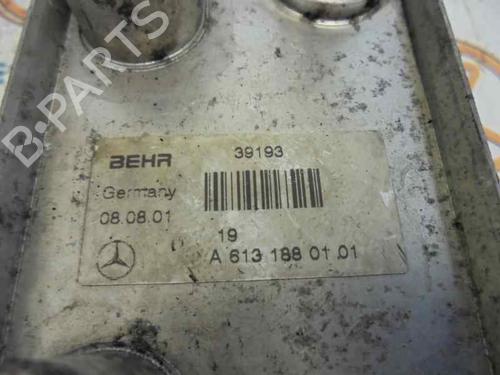 B-PARTS
BEHR 39193
Germany
08.08.01
19
A 613 188 01 01